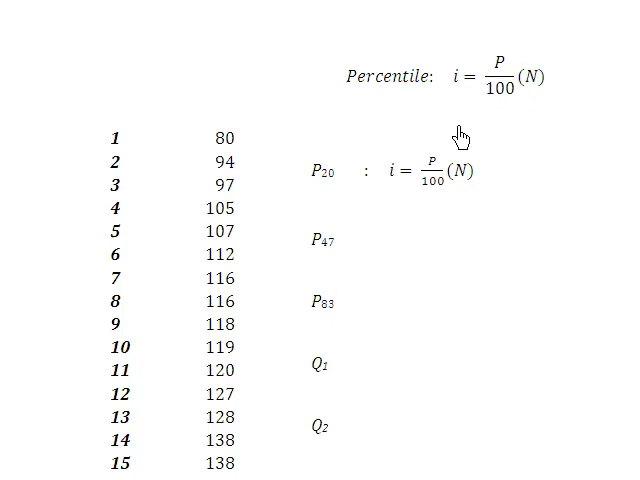 Percentile: i = P/100 (N)
1 80
2 94
3 97
P₂₀ : i = P/100 (N)
4 105
5 107
P₄₇
6 112
7 116
8 116
P₈₃
9 118
10 119
Q₁
11 120
12 127
13 128
Q₂
14 138
15 138